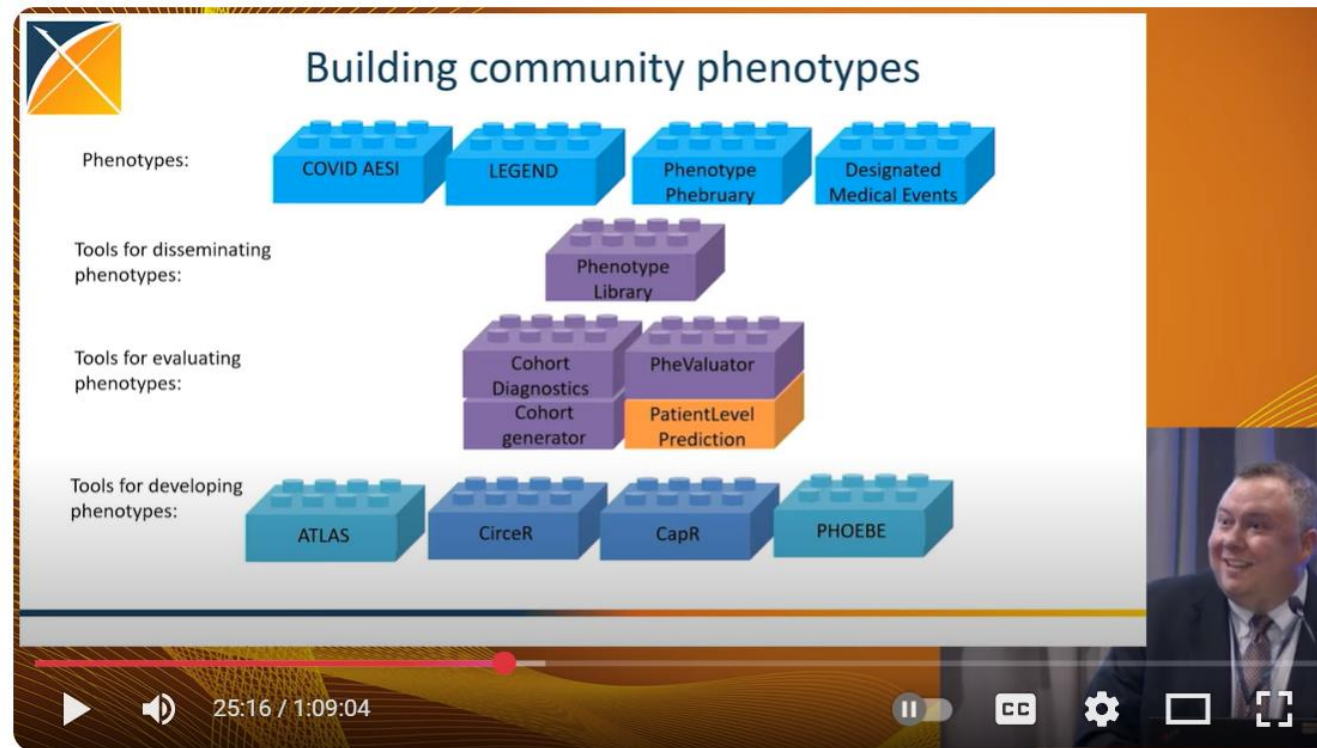 Building community phenotypes
Phenotypes:
COVID AESI
LEGEND
Phenotype
Phebruary
Designated
Medical Events
Tools for disseminating
phenotypes:
Phenotype
Library
Tools for evaluating
phenotypes:
Cohort
Diagnostics
PheValuator
Cohort
generator
PatientLevel
Prediction
Tools for developing
phenotypes:
ATLAS
CirceR
CapR
PHOEBE
25:16 / 1:09:04
CC